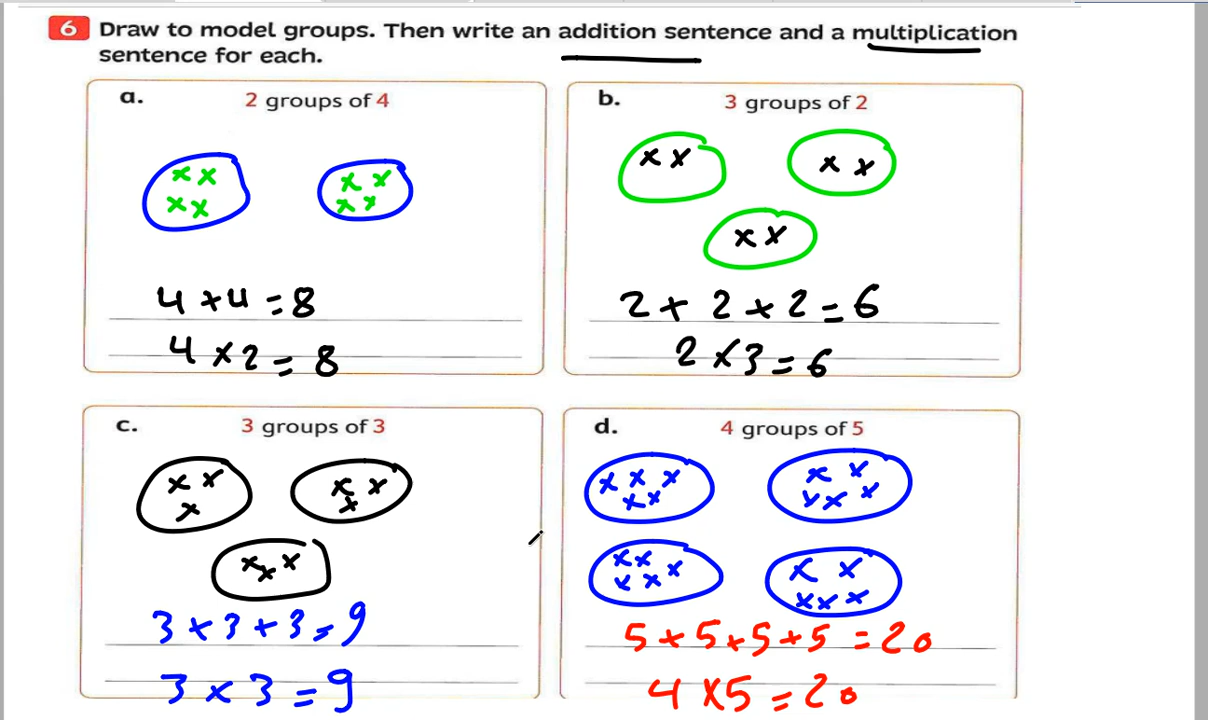 6 Draw to model groups. Then write an addition sentence and a multiplication
sentence for each.
a. 2 groups of 4
4 + 4 = 8
4 × 2 = 8
b. 3 groups of 2
2 + 2 + 2 = 6
2 × 3 = 6
c. 3 groups of 3
3 + 3 + 3 = 9
3 × 3 = 9
d. 4 groups of 5
5 + 5 + 5 + 5 = 20
4 × 5 = 20